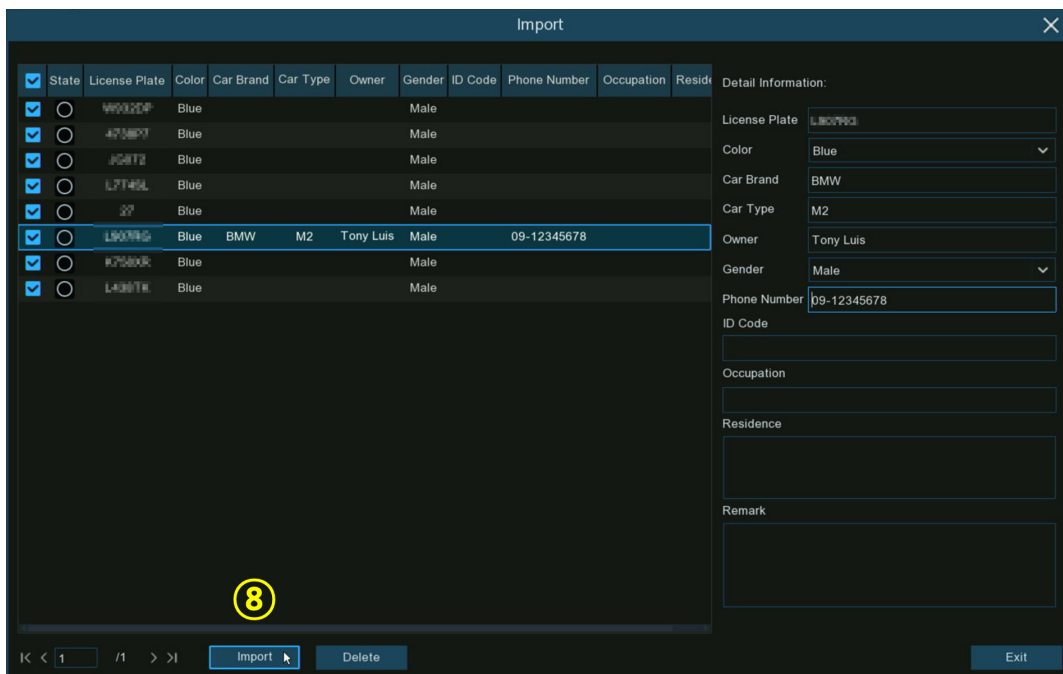 Import
State License Plate Color Car Brand Car Type Owner Gender ID Code Phone Number Occupation Reside
Blue Male
Blue Male
Blue Male
Blue Male
Blue Male
Blue BMW M2 Tony Luis Male 09-12345678
Blue Male
Blue Male
Detail Information:
License Plate
Color Blue
Car Brand BMW
Car Type M2
Owner Tony Luis
Gender Male
Phone Number 09-12345678
ID Code
Occupation
Residence
Remark
⑧
1 /1 Import Delete Exit